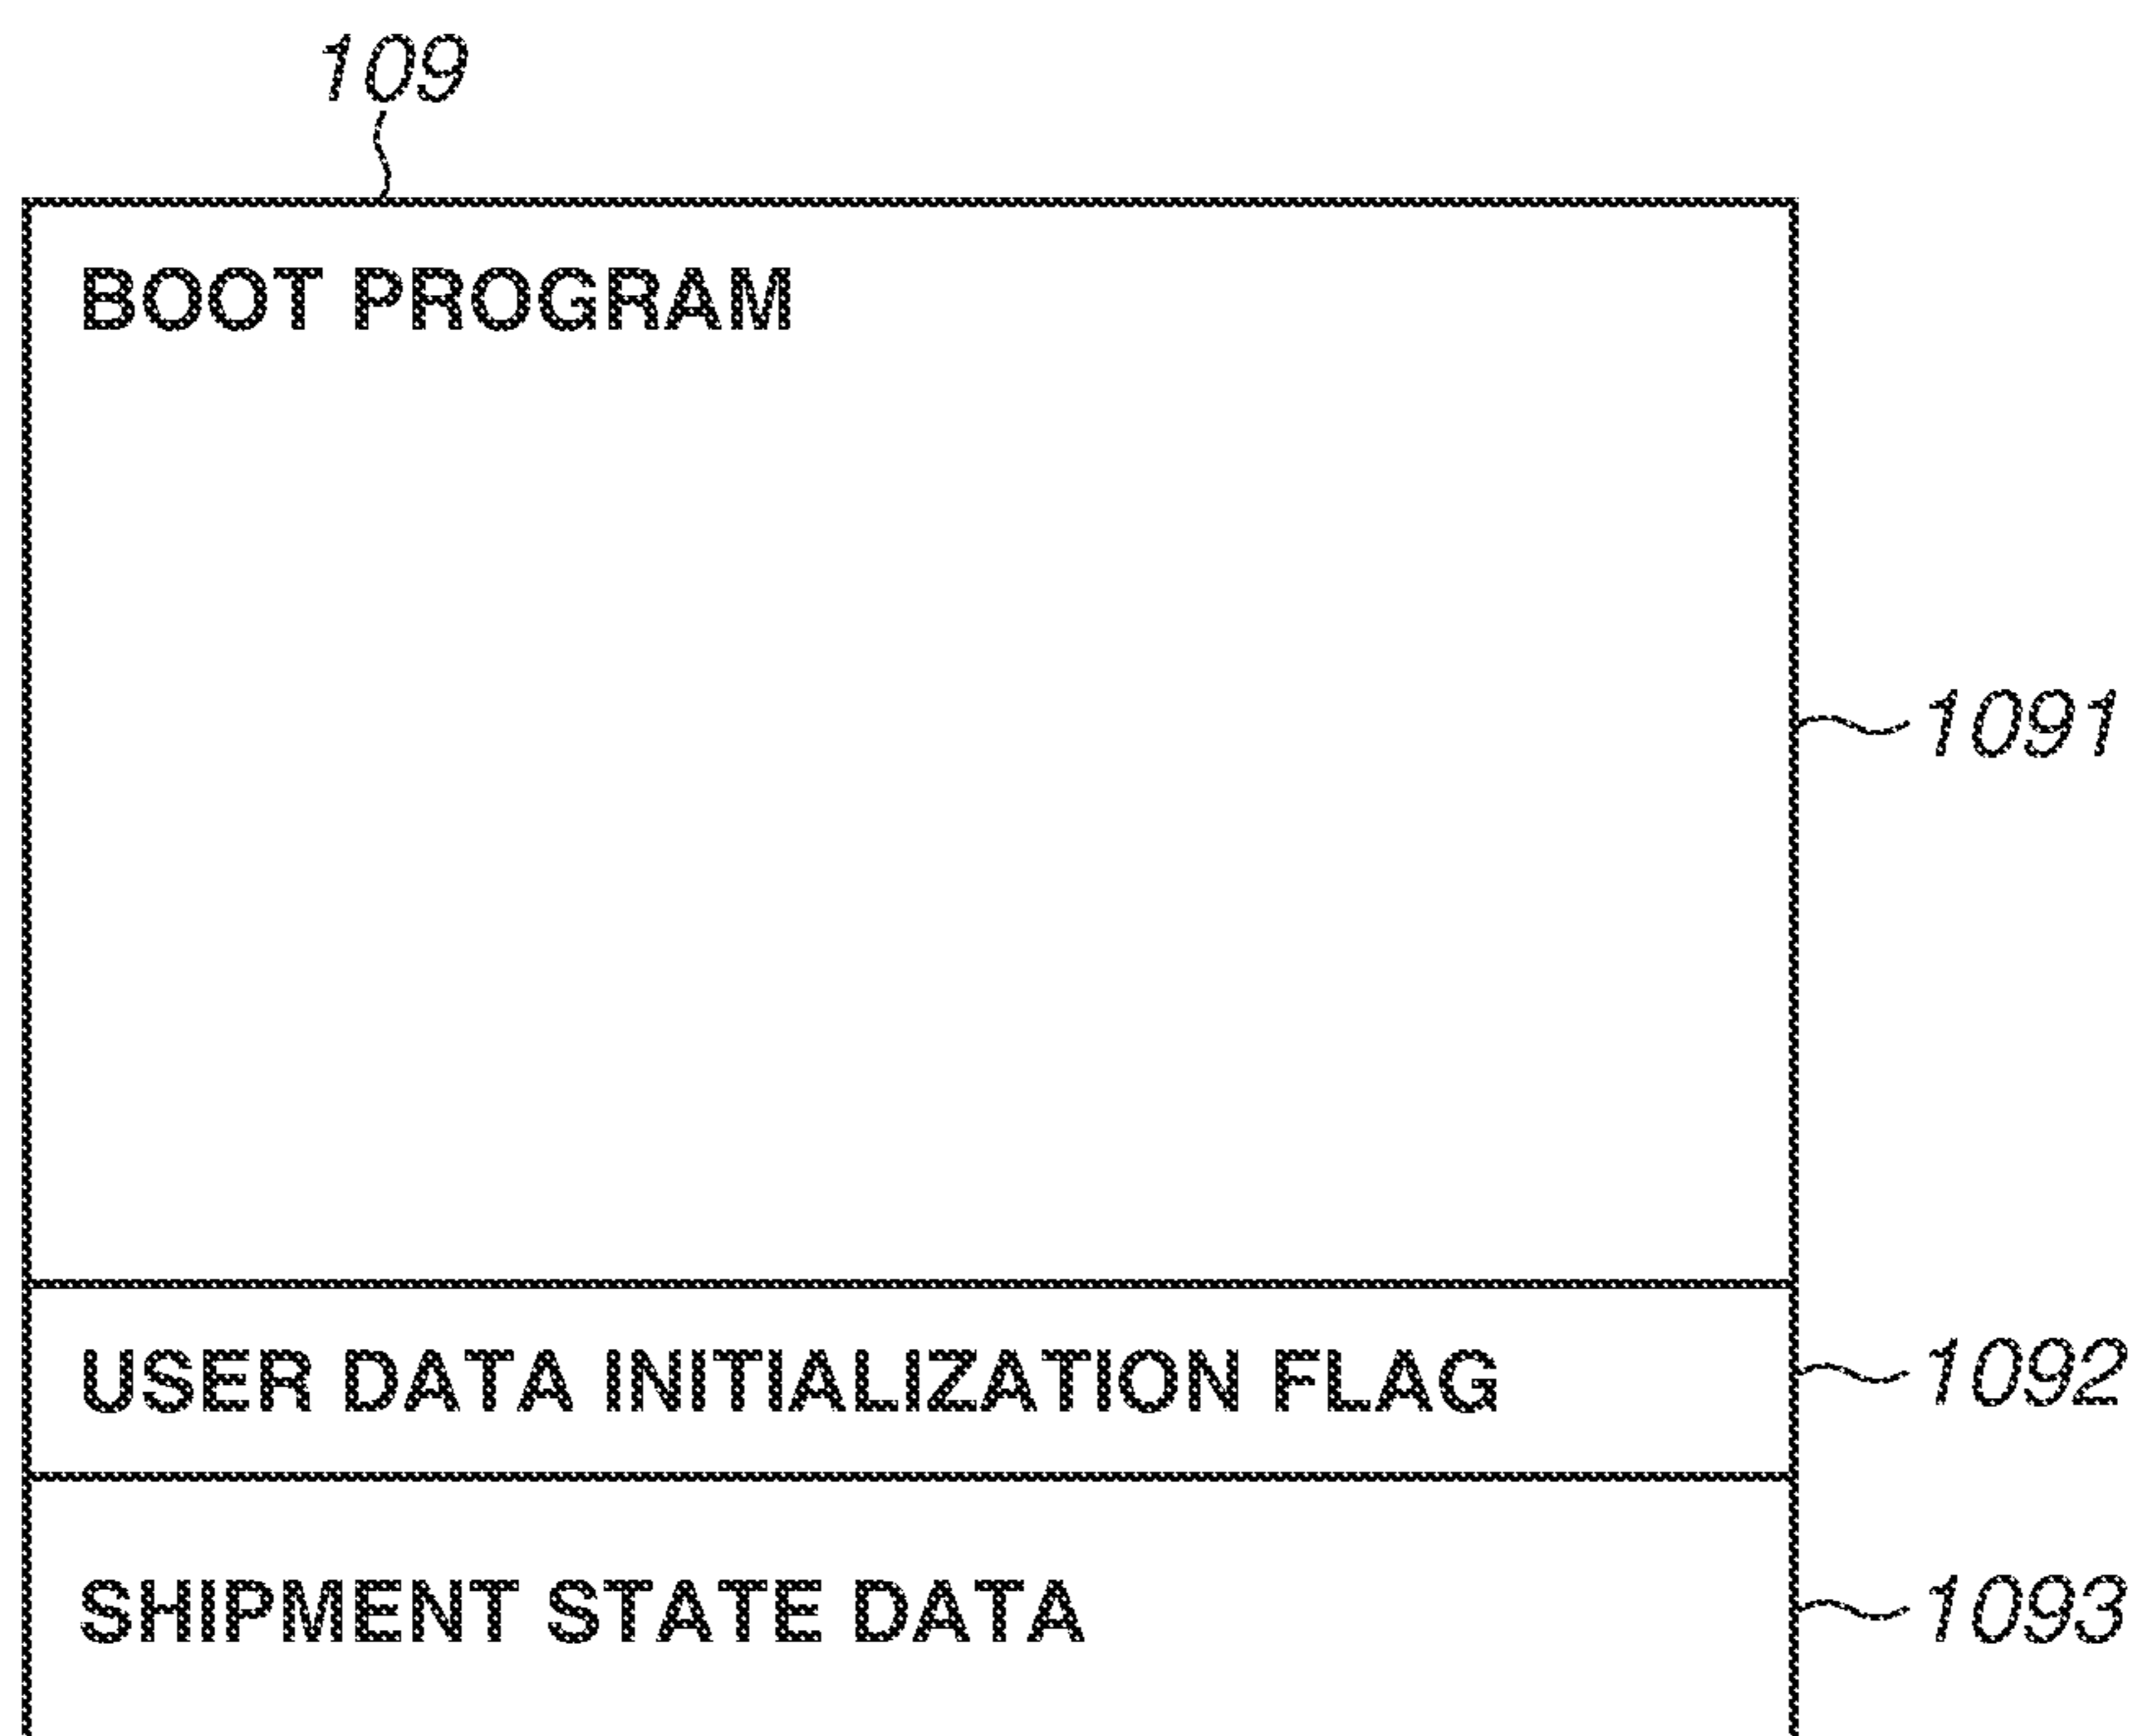 109
BOOT PROGRAM
1091
USER DATA INITIALIZATION FLAG
1092
SHIPMENT STATE DATA
1093